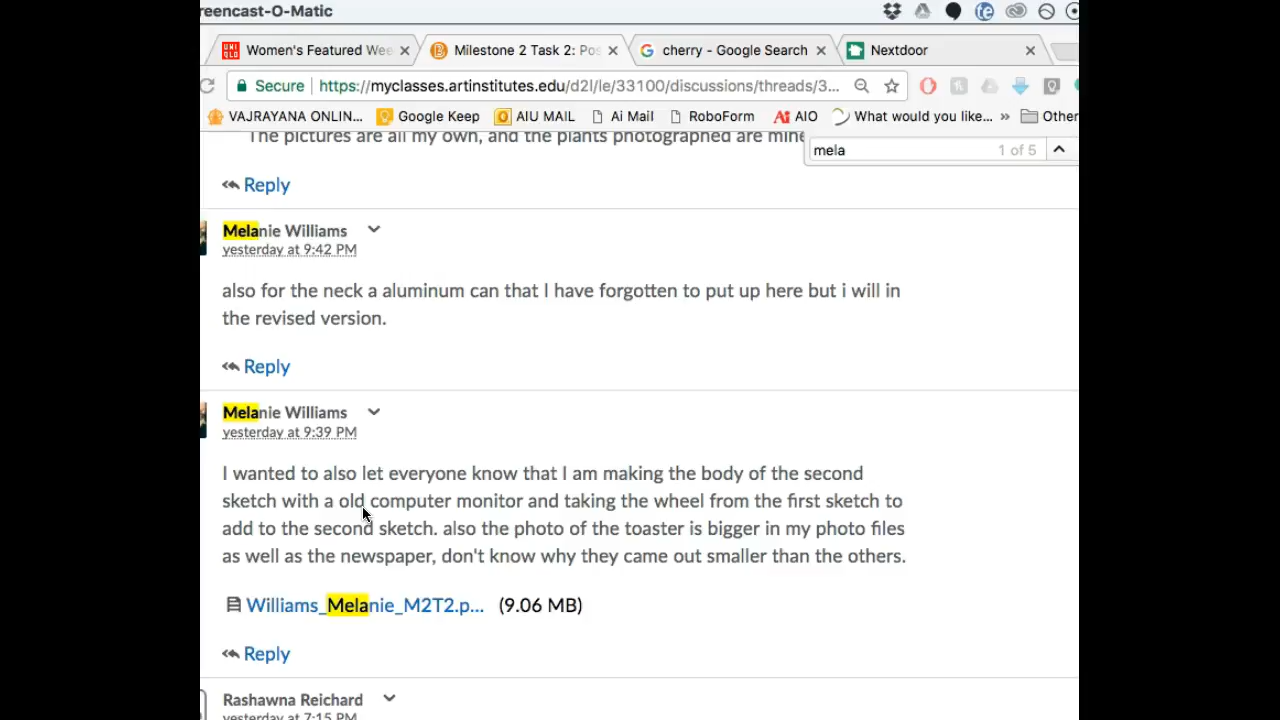 reencast-O-Matic
Women's Featured Wee
Milestone 2 Task 2: Pos
cherry - Google Search
Nextdoor
Secure https://myclasses.artinstitutes.edu/d2l/le/33100/discussions/threads/3...
VAJRAYANA ONLIN... Google Keep AIU MAIL Ai Mail RoboForm AIO What would you like... » Other
The pictures are all my own, and the plants photographed are mine
mela 1 of 5
Reply
Melanie Williams
yesterday at 9:42 PM
also for the neck a aluminum can that I have forgotten to put up here but i will in
the revised version.
Reply
Melanie Williams
yesterday at 9:39 PM
I wanted to also let everyone know that I am making the body of the second
sketch with a old computer monitor and taking the wheel from the first sketch to
add to the second sketch. also the photo of the toaster is bigger in my photo files
as well as the newspaper, don't know why they came out smaller than the others.
Williams_Melanie_M2T2.p... (9.06 MB)
Reply
Rashawna Reichard
yesterday at 7:15 PM